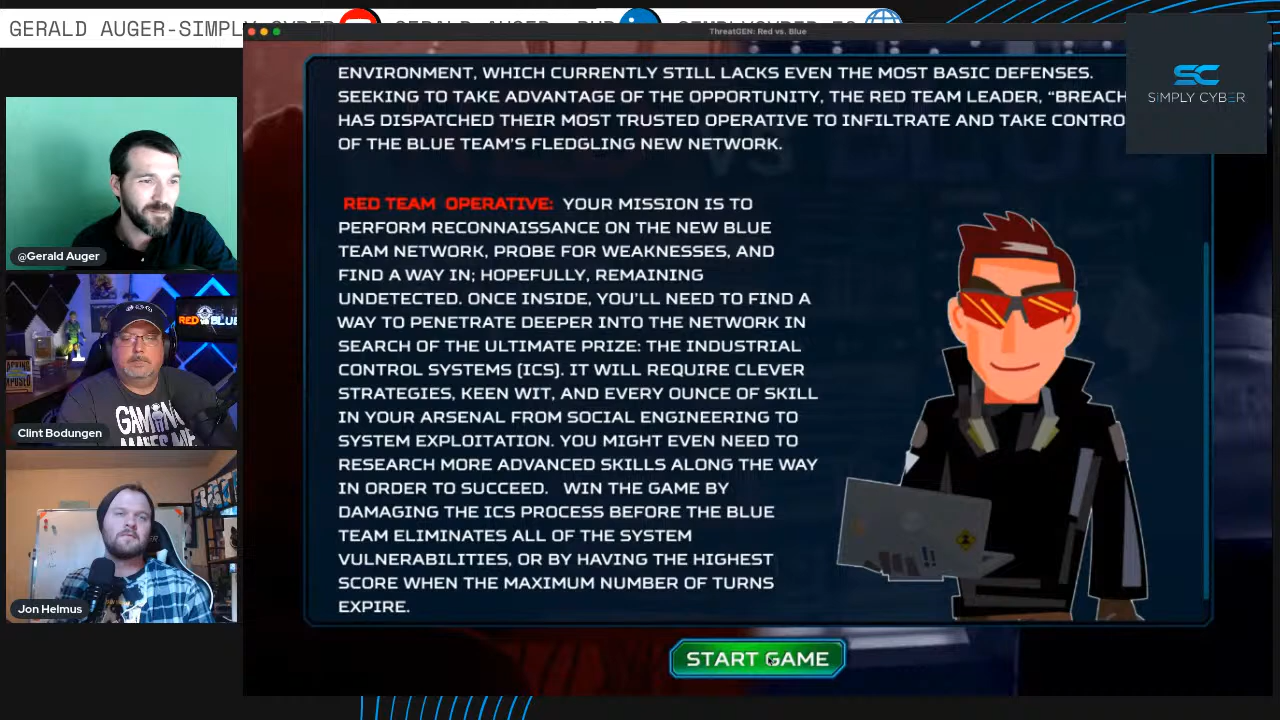 GERALD AUGER-SIMPL
ThreatGEN: Red vs. Blue
SIMPLY CYBER
ENVIRONMENT, WHICH CURRENTLY STILL LACKS EVEN THE MOST BASIC DEFENSES.
SEEKING TO TAKE ADVANTAGE OF THE OPPORTUNITY, THE RED TEAM LEADER, “BREACH
HAS DISPATCHED THEIR MOST TRUSTED OPERATIVE TO INFILTRATE AND TAKE CONTRO
OF THE BLUE TEAM'S FLEDGLING NEW NETWORK.
RED TEAM OPERATIVE: YOUR MISSION IS TO
PERFORM RECONNAISSANCE ON THE NEW BLUE
TEAM NETWORK, PROBE FOR WEAKNESSES, AND
FIND A WAY IN; HOPEFULLY, REMAINING
UNDETECTED. ONCE INSIDE, YOU'LL NEED TO FIND A
WAY TO PENETRATE DEEPER INTO THE NETWORK IN
SEARCH OF THE ULTIMATE PRIZE: THE INDUSTRIAL
CONTROL SYSTEMS (ICS). IT WILL REQUIRE CLEVER
STRATEGIES, KEEN WIT, AND EVERY OUNCE OF SKILL
IN YOUR ARSENAL FROM SOCIAL ENGINEERING TO
SYSTEM EXPLOITATION. YOU MIGHT EVEN NEED TO
RESEARCH MORE ADVANCED SKILLS ALONG THE WAY
IN ORDER TO SUCCEED. WIN THE GAME BY
DAMAGING THE ICS PROCESS BEFORE THE BLUE
TEAM ELIMINATES ALL OF THE SYSTEM
VULNERABILITIES, OR BY HAVING THE HIGHEST
SCORE WHEN THE MAXIMUM NUMBER OF TURNS
EXPIRE.
START GAME
@Gerald Auger
RED VS BLUE
GAMING
MAKES ME
Clint Bodungen
Jon Helmus